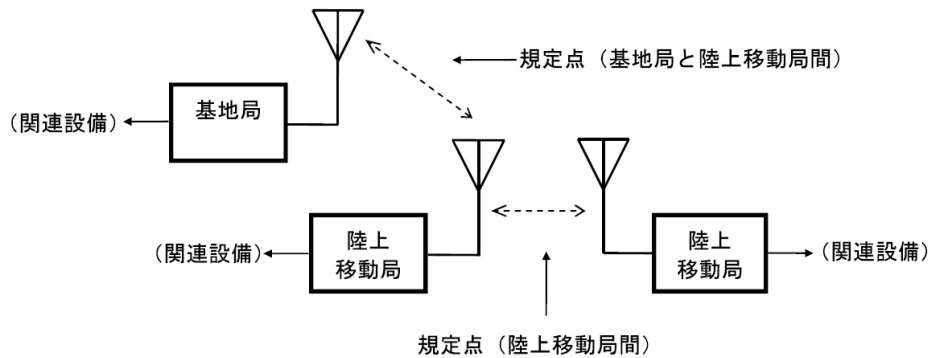 規定点（基地局と陸上移動局間）
基地局
（関連設備）
陸上
移動局
（関連設備）
陸上
移動局
（関連設備）
規定点（陸上移動局間）